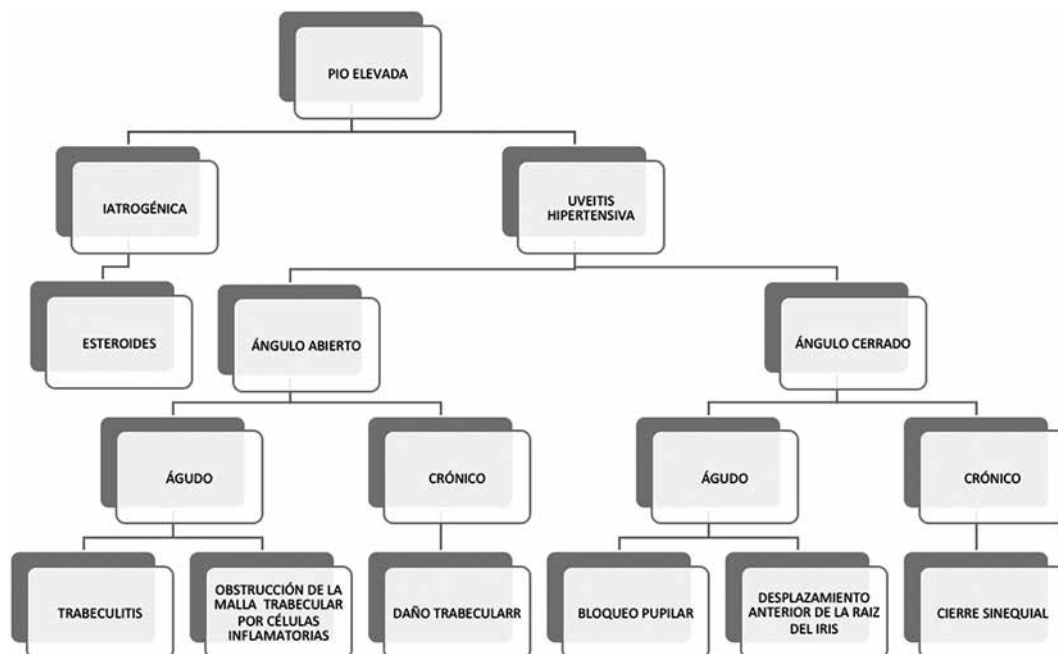 PIO ELEVADA
IATROGÉNICA
UVEITIS
HIPERTENSIVA
ESTEROIDES
ÁNGULO ABIERTO
ÁNGULO CERRADO
ÁGUDO
CRÓNICO
ÁGUDO
CRÓNICO
TRABECULITIS
OBSTRUCCIÓN DE LA
MALLA TRABECULAR
POR CÉLULAS
INFLAMATORIAS
DAÑO TRABECULARR
BLOQUEO PUPILAR
DESPLAZAMIENTO
ANTERIOR DE LA RAIZ
DEL IRIS
CIERRE SINEQUIAL